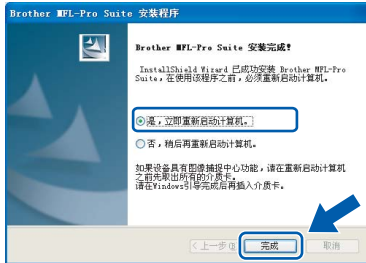 Brother MFL-Pro Suite 安装程序
Brother MFL-Pro Suite 安装完成!
InstallShield Wizard 已成功安装 Brother MFL-Pro
Suite，在使用该程序之前，必须重新启动计算机。
是，立即重新启动计算机。
否，稍后再重新启动计算机。
如果设备具有图像捕捉中心功能，请在重新启动计算机
之前先取出所有的介质卡。
请在Windows引导完成后再插入介质卡。
<上一步(B) 完成 取消